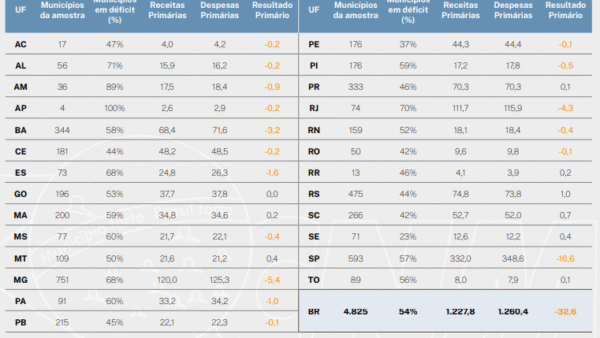 UF Municípios da amostra Municípios em déficit (%) Receitas Primárias Despesas Primárias Resultado Primário
AC 17 47% 4,0 4,2 -0,2
AL 56 71% 15,9 16,2 -0,2
AM 36 89% 17,5 18,4 -0,9
AP 4 100% 2,6 2,9 -0,2
BA 344 58% 68,4 71,6 -3,2
CE 181 44% 48,2 48,5 -0,2
ES 73 68% 24,8 26,3 -1,6
GO 196 53% 37,7 37,8 0,0
MA 200 59% 34,8 34,6 0,2
MS 77 60% 21,7 22,1 -0,4
MT 109 50% 21,6 21,2 0,4
MG 751 68% 120,0 125,3 -5,4
PA 91 60% 33,2 34,2 -1,0
PB 215 45% 22,1 22,3 -0,1
UF Municípios da amostra Municípios em déficit (%) Receitas Primárias Despesas Primárias Resultado Primário
PE 176 37% 44,3 44,4 -0,1
PI 176 59% 17,2 17,8 -0,5
PR 333 46% 70,3 70,3 0,1
RJ 74 70% 111,7 115,9 -4,3
RN 159 52% 18,1 18,4 -0,4
RO 50 42% 9,6 9,8 -0,1
RR 13 46% 4,1 3,9 0,2
RS 475 44% 74,8 73,8 1,0
SC 266 42% 52,7 52,0 0,7
SE 71 23% 12,6 12,2 0,4
SP 593 57% 332,0 348,6 -16,6
TO 89 56% 8,0 7,9 0,1
BR 4.825 54% 1.227,8 1.260,4 -32,6